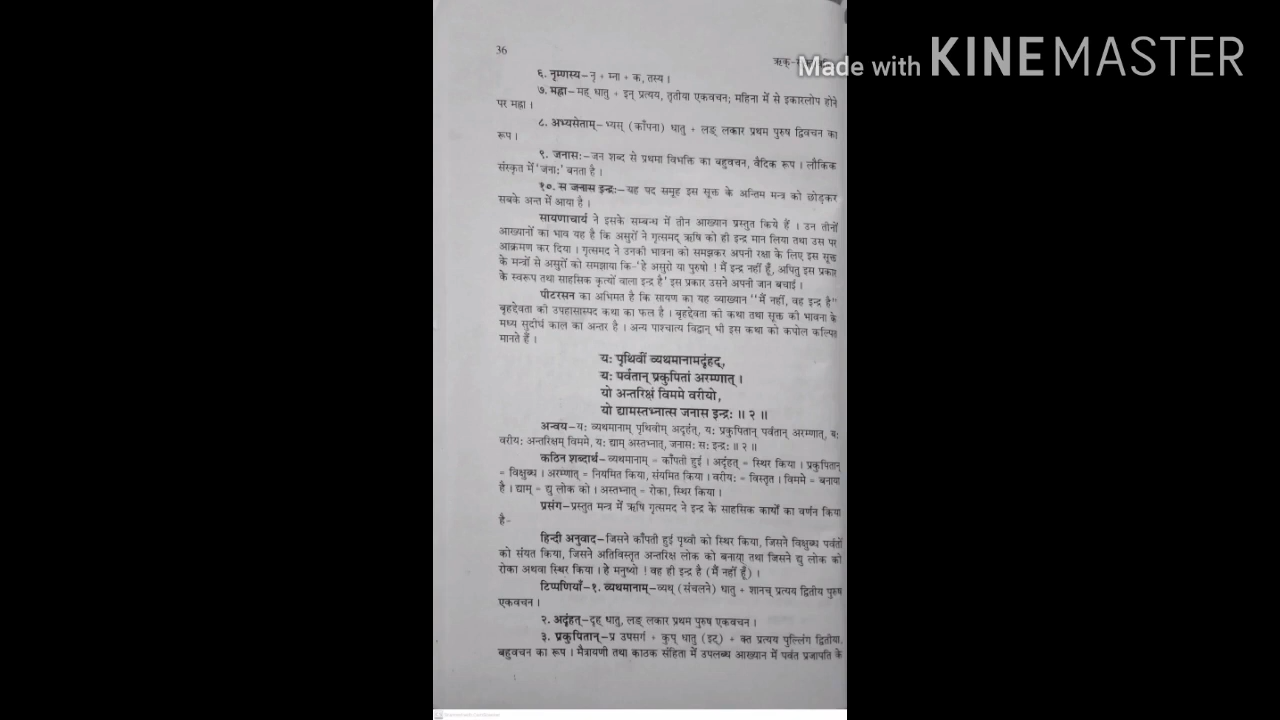 Made with KINEMASTER
36
ऋक्-
६. नृम्णस्य–नृ + म्ना + क, तस्य ।
७. मह्ना–मह् धातु + इन् प्रत्यय, तृतीया एकवचन; महिना में से इकारलोप होने
पर मह्ना ।
८. अभ्यसेताम्–भ्यस् (काँपना) धातु + लङ् लकार प्रथम पुरुष द्विवचन का
रूप ।
९. जनासः–जन शब्द से प्रथमा विभक्ति का बहुवचन, वैदिक रूप । लौकिक
संस्कृत में 'जनाः' बनता है ।
१०. स जनास इन्द्रः–यह पद समूह इस सूक्त के अन्तिम मन्त्र को छोड़कर
सबके अन्त में आया है ।
सायणाचार्य ने इसके सम्बन्ध में तीन आख्यान प्रस्तुत किये हैं । उन तीनों
आख्यानों का भाव यह है कि असुरों ने गृत्समद् ऋषि को ही इन्द्र मान लिया तथा उस पर
आक्रमण कर दिया । गृत्समद ने उनकी भावना को समझकर अपनी रक्षा के लिए इस सूक्त
के मन्त्रों से असुरों को समझाया कि-'हे असुरो या पुरुषो ! मैं इन्द्र नहीं हूँ, अपितु इस प्रकार
के स्वरूप तथा साहसिक कृत्यों वाला इन्द्र है' इस प्रकार उसने अपनी जान बचाई ।
पीटरसन का अभिमत है कि सायण का यह व्याख्यान "मैं नहीं, वह इन्द्र है"
बृहद्देवता की उपहासास्पद कथा का फल है । बृहद्देवता को कथा तथा सूक्त को भावना के
मध्य सुदीर्घ काल का अन्तर है । अन्य पाश्चात्य विद्वान् भी इस कथा को कपोल कल्पित
मानते हैं ।
यः पृथिवीं व्यथमानामदृंहद्,
यः पर्वतान् प्रकुपितां अरम्णात् ।
यो अन्तरिक्षं विममे वरीयो,
यो द्यामस्तभ्नात्स जनास इन्द्रः ॥ २ ॥
अन्वय–यः व्यथमानाम् पृथिवीम् अदृंहत्, यः प्रकुपितान् पर्वतान् अरम्णात्, यः
वरीयः अन्तरिक्षम् विममे, यः द्याम् अस्तभ्नात्, जनासः सः इन्द्रः ॥ २ ॥
कठिन शब्दार्थ–व्यथमानाम् = काँपती हुई । अदृंहत् = स्थिर किया । प्रकुपितान्
= विक्षुब्ध । अरम्णात् = नियमित किया, संयमित किया । वरीयः = विस्तृत । विममे = बनाया
है । द्याम् = द्यु लोक को । अस्तभ्नात् = रोका, स्थिर किया ।
प्रसंग–प्रस्तुत मन्त्र में ऋषि गृत्समद ने इन्द्र के साहसिक कार्यों का वर्णन किया
है–
हिन्दी अनुवाद–जिसने काँपती हुई पृथ्वी को स्थिर किया, जिसने विक्षुब्ध पर्वतों
को संयत किया, जिसने अतिविस्तृत अन्तरिक्ष लोक को बनाया तथा जिसने द्यु लोक को
रोका अथवा स्थिर किया । हे मनुष्यो ! वह ही इन्द्र है (मैं नहीं हूँ) ।
टिप्पणियाँ–१. व्यथमानाम्–व्यथ् (संचलने) धातु + शानच् प्रत्यय द्वितीय पुरुष
एकवचन ।
२. अदृंहत्–दृह् धातु, लङ् लकार प्रथम पुरुष एकवचन ।
३. प्रकुपितान्–प्र उपसर्ग + कुप् धातु (इट्) + क्त प्रत्यय पुल्लिंग द्वितीया,
बहुवचन का रूप । मैत्रायणी तथा काठक संहिता में उपलब्ध आख्यान में पर्वत प्रजापति के